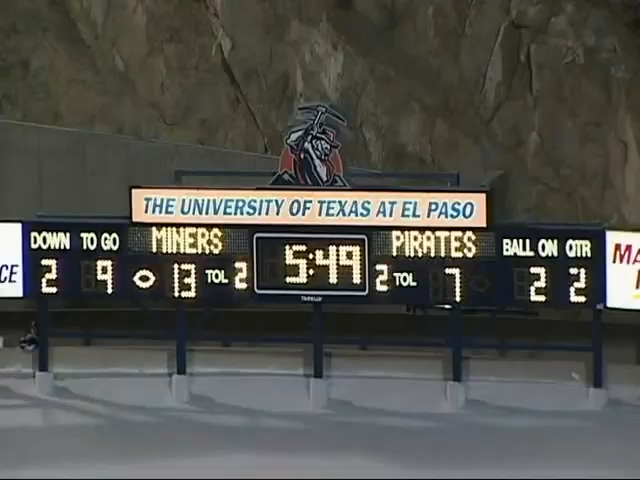 THE UNIVERSITY OF TEXAS AT EL PASO
DOWN TO GO MINERS 5:49 PIRATES BALL ON QTR
2 9 13 TOL 2 2 TOL 7 2 2